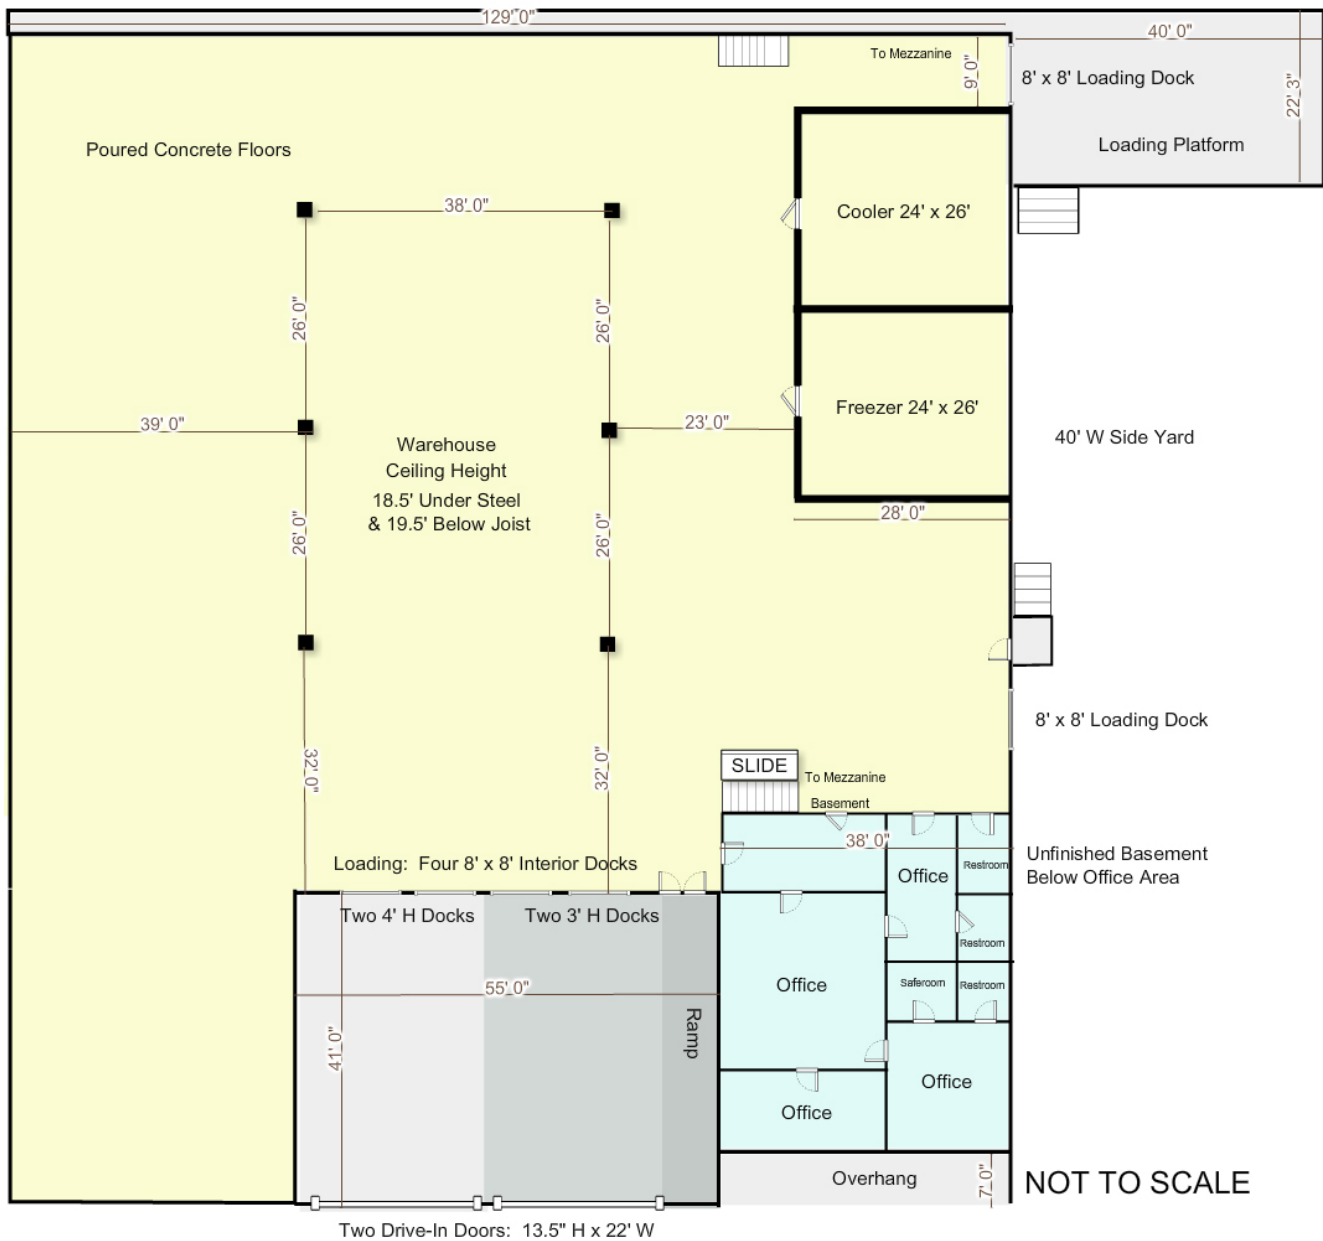 129' 0"
40' 0"
To Mezzanine
9' 0"
8' x 8' Loading Dock
22' 3"
Poured Concrete Floors
Loading Platform
38' 0"
Cooler 24' x 26'
26' 0"
26' 0"
39' 0"
23' 0"
Freezer 24' x 26'
40' W Side Yard
Warehouse
Ceiling Height
18.5' Under Steel
& 19.5' Below Joist
28' 0"
26' 0"
26' 0"
8' x 8' Loading Dock
32' 0"
32' 0"
SLIDE
To Mezzanine
Basement
38' 0"
Unfinished Basement
Below Office Area
Loading: Four 8' x 8' Interior Docks
Office
Restroom
Two 4' H Docks
Two 3' H Docks
Restroom
Office
Saferoom
Restroom
55' 0"
41' 0"
Ramp
Office
Office
Overhang
7' 0"
NOT TO SCALE
Two Drive-In Doors: 13.5" H x 22' W